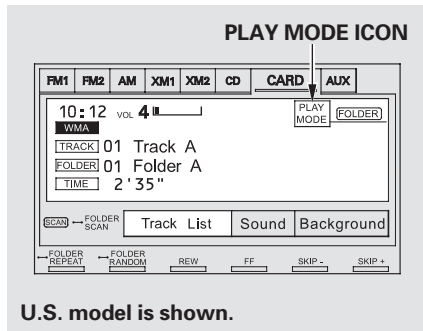 PLAY MODE ICON
FM1 FM2 AM XM1 XM2 CD CARD AUX
10:12 VOL 4 PLAY MODE FOLDER
WMA
TRACK 01 Track A
FOLDER 01 Folder A
TIME 2'35"
SCAN FOLDER SCAN Track List Sound Background
FOLDER REPEAT FOLDER RANDOM REW FF SKIP - SKIP +
U.S. model is shown.